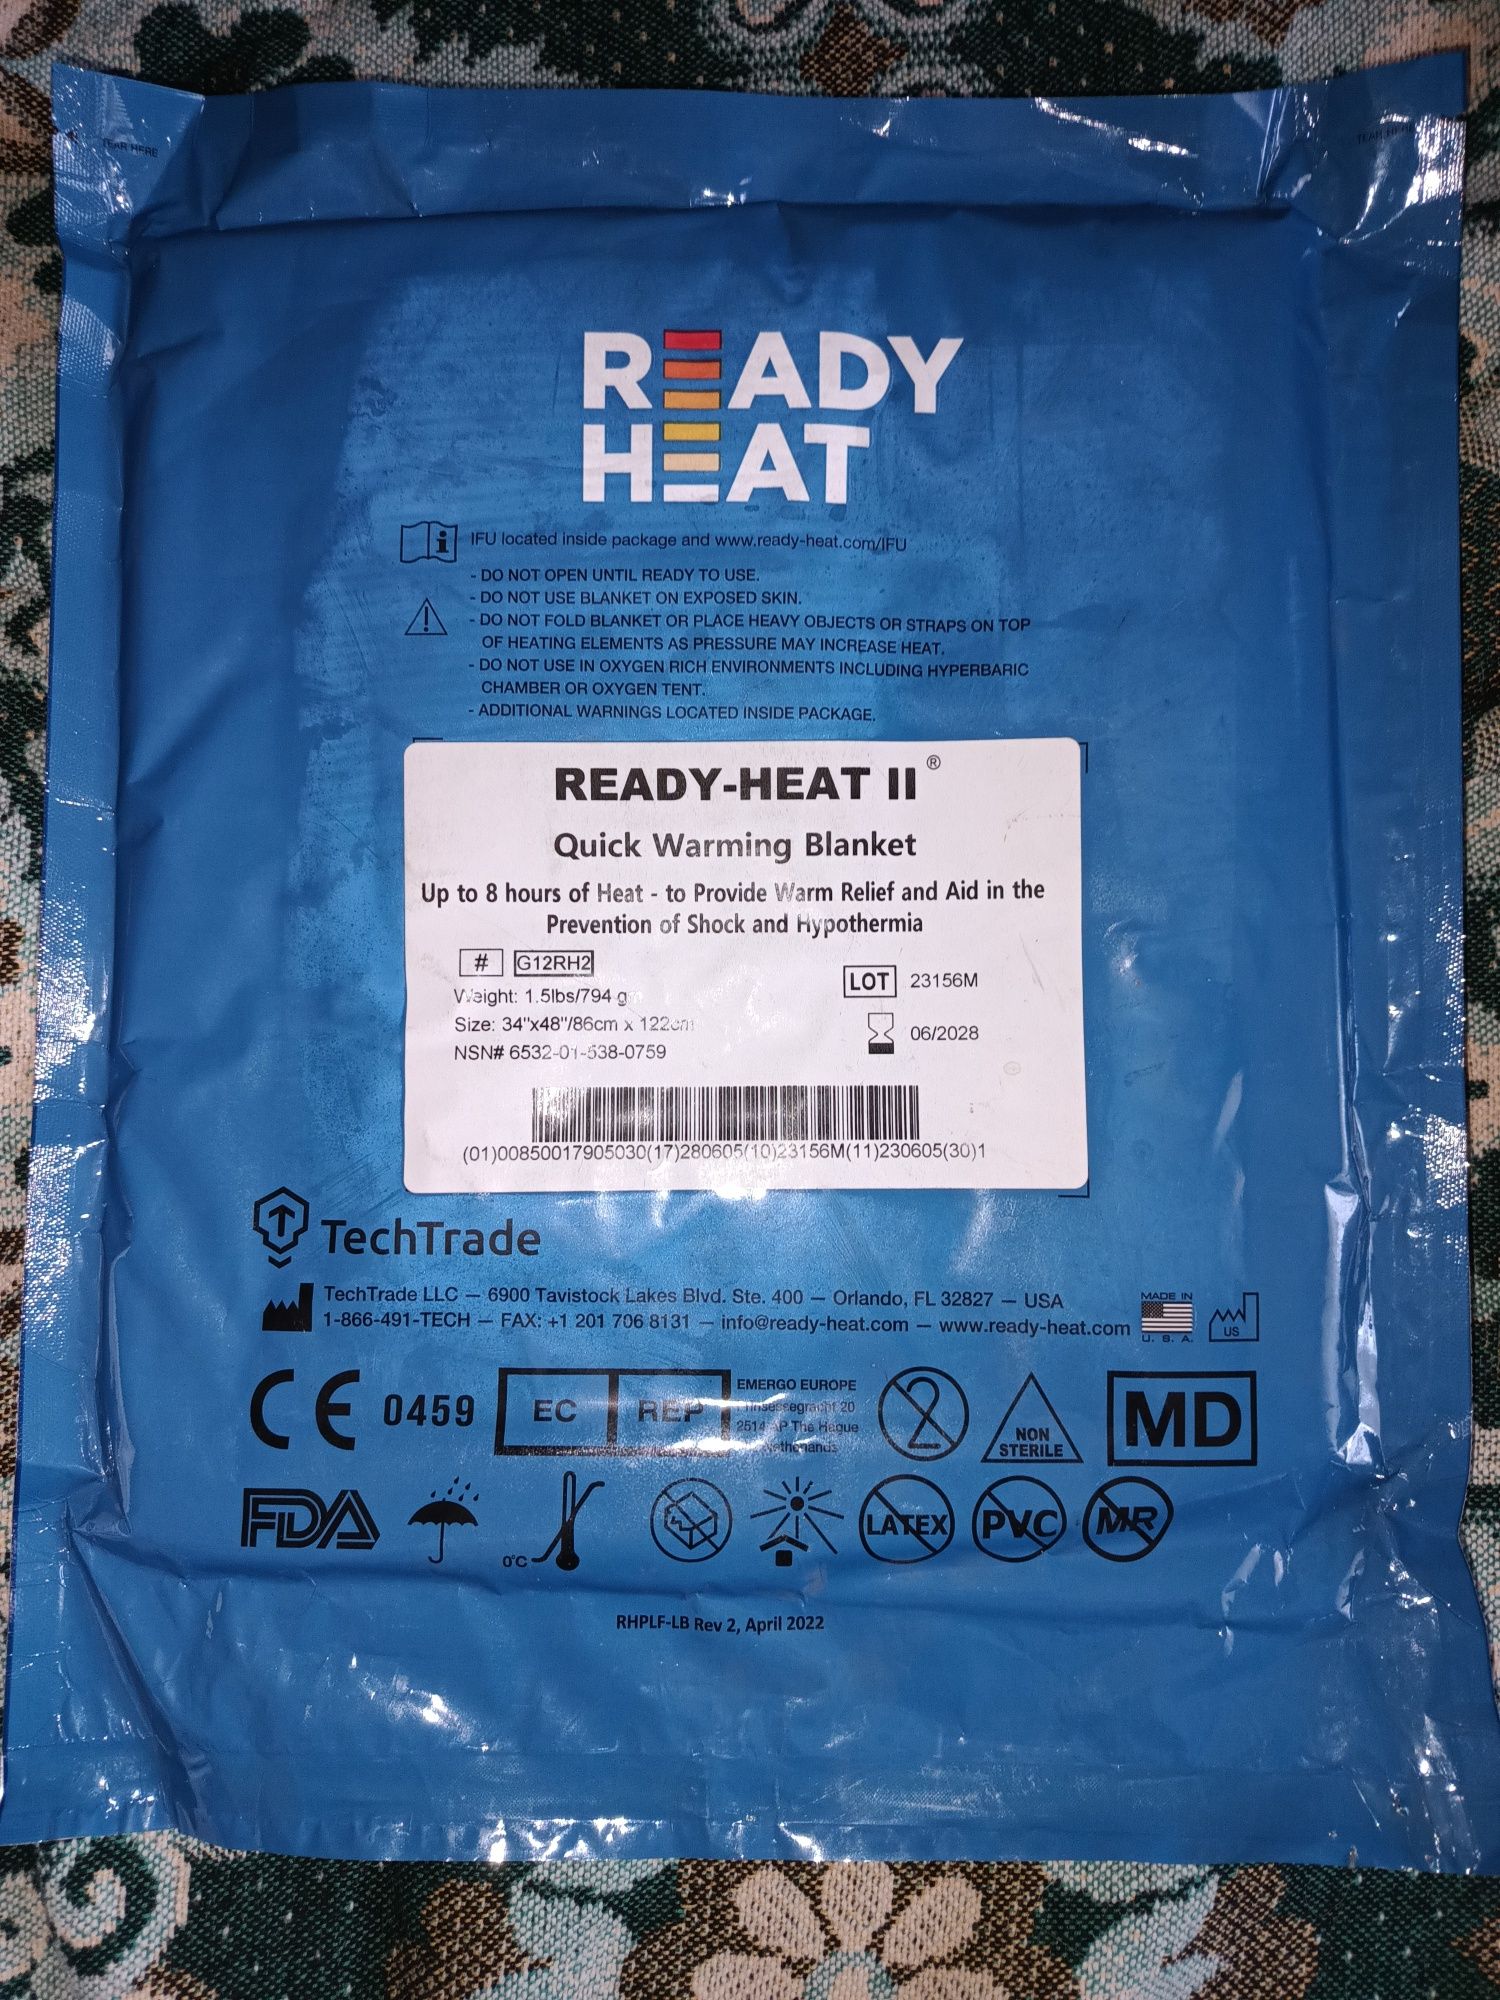 TEAR HERE
TEAR HERE
READY
HEAT
IFU located inside package and www.ready-heat.com/IFU
- DO NOT OPEN UNTIL READY TO USE.
- DO NOT USE BLANKET ON EXPOSED SKIN.
- DO NOT FOLD BLANKET OR PLACE HEAVY OBJECTS OR STRAPS ON TOP
OF HEATING ELEMENTS AS PRESSURE MAY INCREASE HEAT.
- DO NOT USE IN OXYGEN RICH ENVIRONMENTS INCLUDING HYPERBARIC
CHAMBER OR OXYGEN TENT.
- ADDITIONAL WARNINGS LOCATED INSIDE PACKAGE.
READY-HEAT II ®
Quick Warming Blanket
Up to 8 hours of Heat - to Provide Warm Relief and Aid in the
Prevention of Shock and Hypothermia
# G12RH2
LOT 23156M
Weight: 1.5lbs/794 g
Size: 34"x48"/86cm x 122cm
06/2028
NSN# 6532-01-538-0759
(01)00850017905030(17)280605(10)23156M(11)230605(30)1
TechTrade
TechTrade LLC — 6900 Tavistock Lakes Blvd. Ste. 400 — Orlando, FL 32827 — USA
1-866-491-TECH — FAX: +1 201 706 8131 — info@ready-heat.com — www.ready-heat.com
MADE IN
U. S. A.
US
CE 0459
EC REP
EMERGO EUROPE
20
2514 AP The Hague
2
NON
STERILE
MD
FDA
0°C
LATEX
PVC
MR
RHPLF-LB Rev 2, April 2022